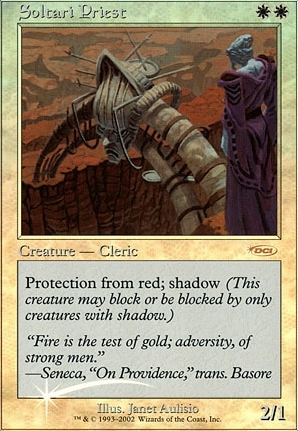 Soltari Priest
Creature — Cleric
DCI
Protection from red; shadow (This
creature may block or be blocked by only
creatures with shadow.)
“Fire is the test of gold; adversity, of
strong men.”
—Seneca, “On Providence,” trans. Basore
Illus. Janet Aulisio
™ & © 1993–2002 Wizards of the Coast, Inc.
2/1